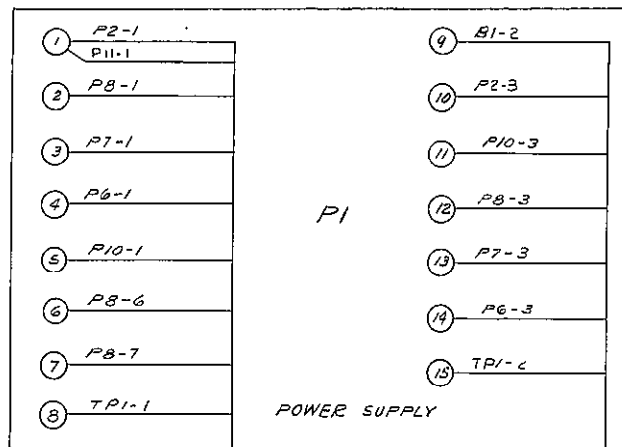 1 P2-1
P11-1
2 P8-1
3 P7-1
4 P6-1
5 P10-1
6 P8-6
7 P8-7
8 TP1-1
P1
POWER SUPPLY
9 B1-2
10 P2-3
11 P10-3
12 P8-3
13 P7-3
14 P6-3
15